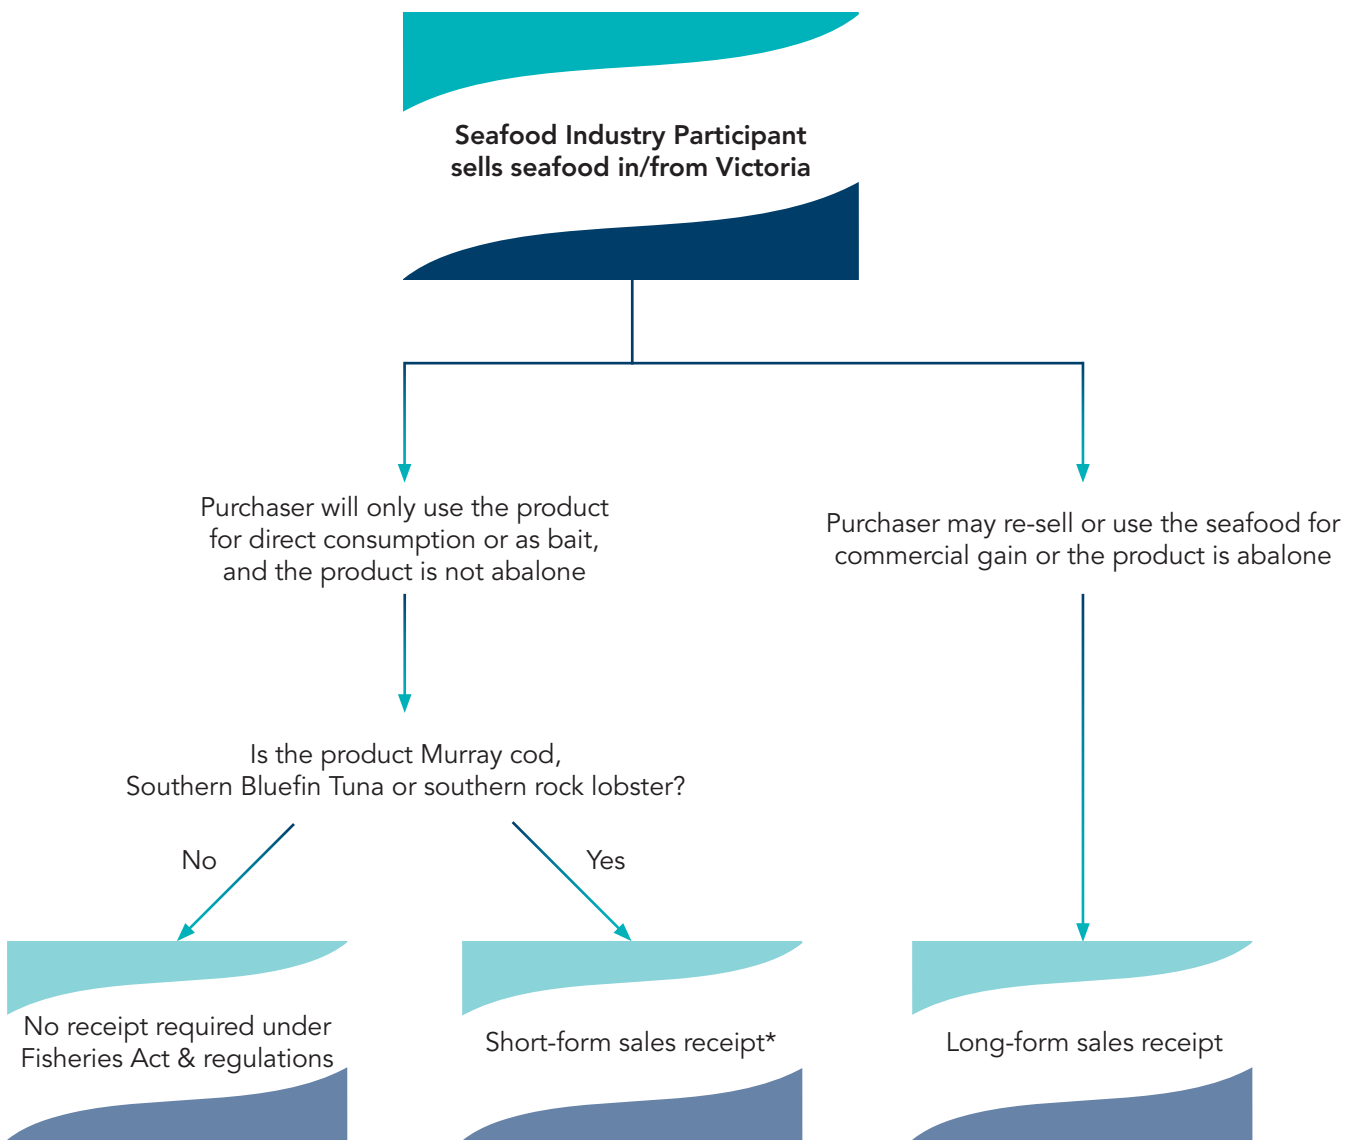 Seafood Industry Participant
sells seafood in/from Victoria
Purchaser will only use the product
for direct consumption or as bait,
and the product is not abalone
Purchaser may re-sell or use the seafood for
commercial gain or the product is abalone
Is the product Murray cod,
Southern Bluefin Tuna or southern rock lobster?
No
Yes
No receipt required under
Fisheries Act & regulations
Short-form sales receipt*
Long-form sales receipt